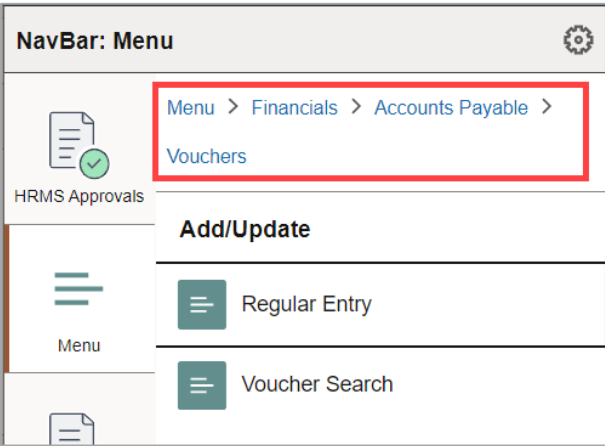 NavBar: Menu
Menu > Financials > Accounts Payable >
Vouchers
HRMS Approvals
Add/Update
Regular Entry
Menu
Voucher Search